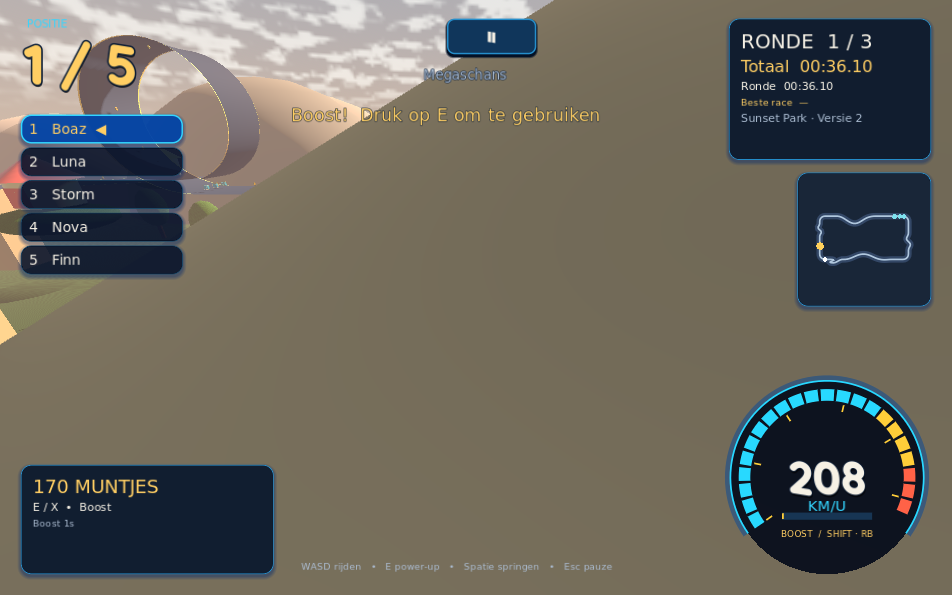 POSITIE
1 / 5
1 Boaz ◀
2 Luna
3 Storm
4 Nova
5 Finn
Megaschans
Boost! Druk op E om te gebruiken
RONDE 1 / 3
Totaal 00:36.10
Ronde 00:36.10
Beste race —
Sunset Park · Versie 2
170 MUNTJES
E / X • Boost
Boost 1s
208
KM/U
BOOST / SHIFT · RB
WASD rijden • E power-up • Spatie springen • Esc pauze